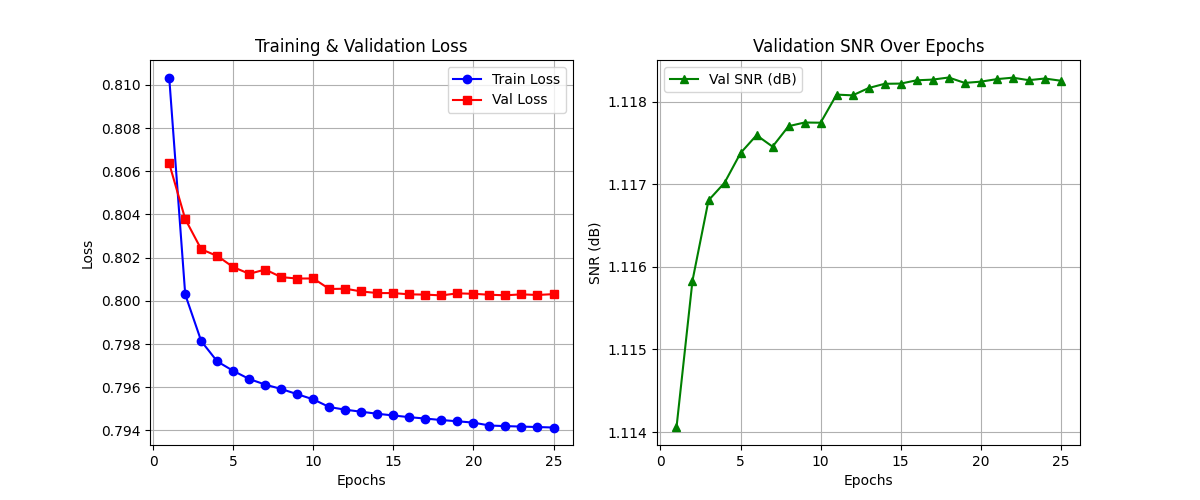 Training & Validation Loss
Train Loss
Val Loss
0.810
0.808
0.806
0.804
0.802
0.800
0.798
0.796
0.794
Loss
0 5 10 15 20 25
Epochs
Validation SNR Over Epochs
Val SNR (dB)
1.118
1.117
1.116
1.115
1.114
SNR (dB)
0 5 10 15 20 25
Epochs